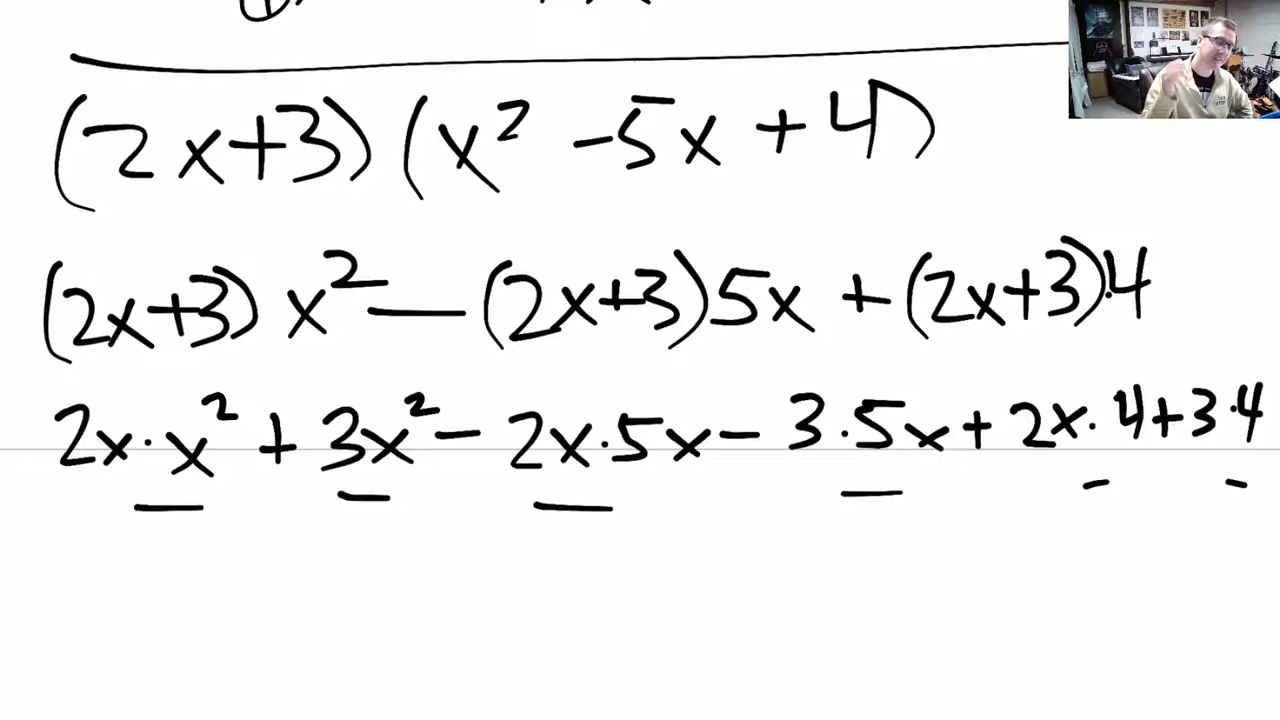 (2x+3)(x² -5x +4)
(2x+3) x² — (2x+3)5x + (2x+3)·4
2x·x² + 3x² - 2x·5x - 3·5x + 2x·4+3·4